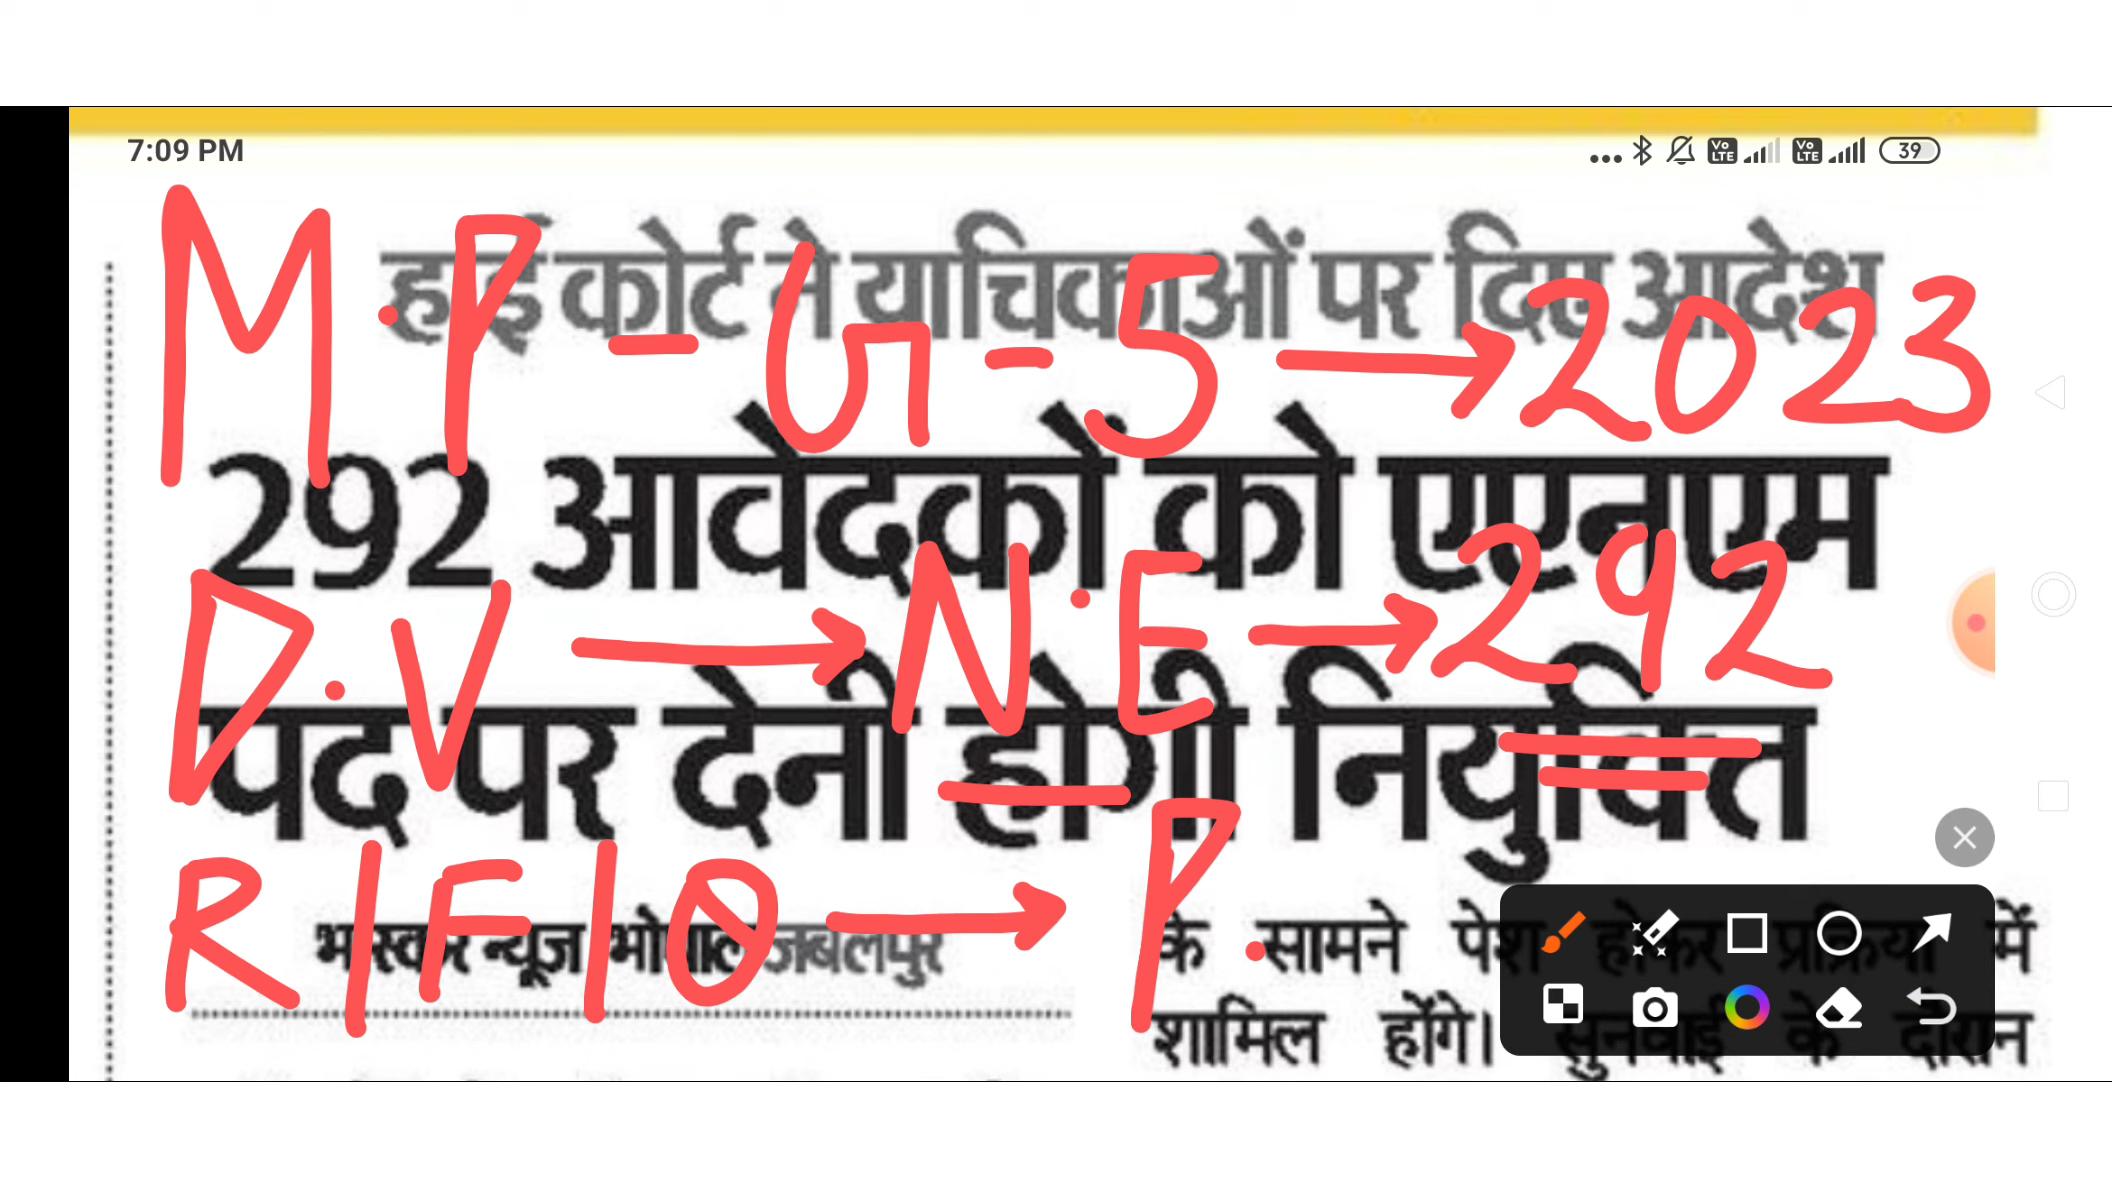 7:09 PM
39
हाई कोर्ट ने याचिकाओं पर दिए आदेश
M.P - G - 5 → 2023
292 आवेदकों को एएनएम
D.V → N.E → 292
पद पर देनी होगी नियुक्ति
R/F/O → P.
भास्कर न्यूज भोपाल जबलपुर
के सामने पेश होकर प्रक्रिया में
शामिल होंगे। सुनवाई के दौरान